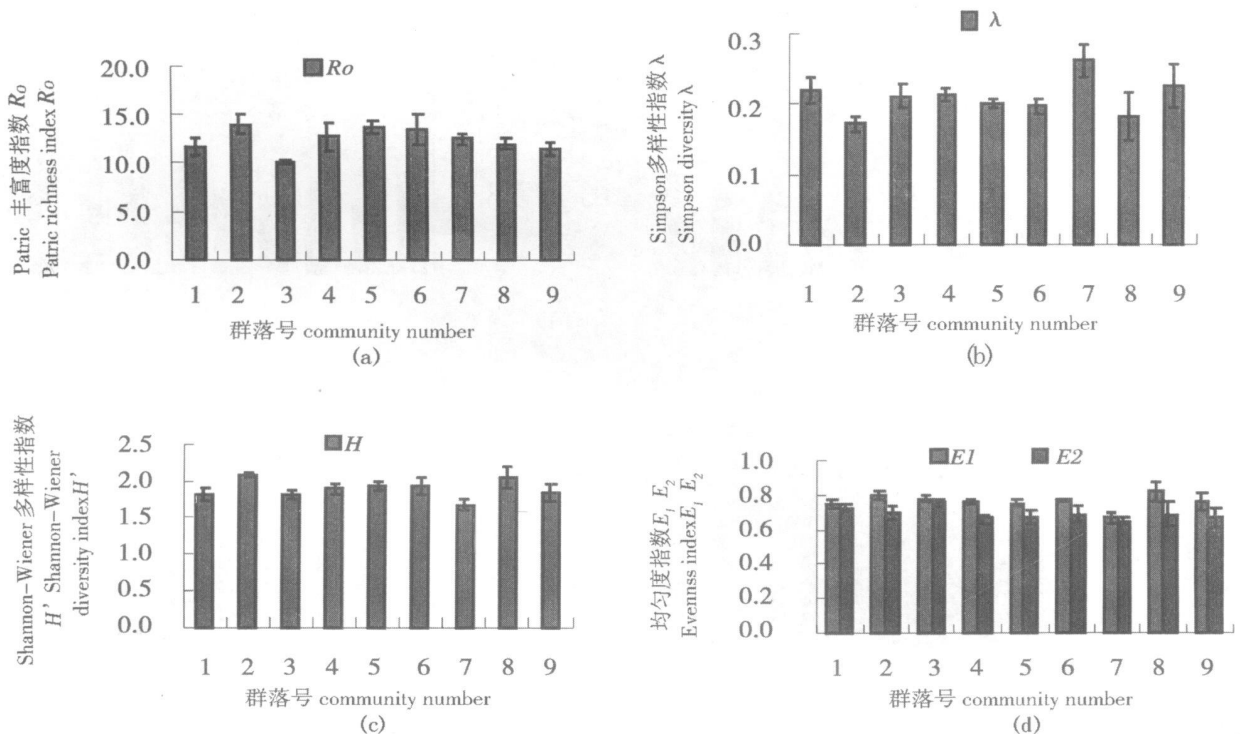 Ro
20.0
15.0
10.0
5.0
0.0
Patric 丰富度指数 Ro
Patric richness index Ro
1 2 3 4 5 6 7 8 9
群落号 community number
(a)
λ
0.3
0.2
0.1
0.0
Simpson多样性指数 λ
Simpson diversity λ
1 2 3 4 5 6 7 8 9
群落号 community number
(b)
H
2.5
2.0
1.5
1.0
0.5
0.0
Shannon-Wiener 多样性指数
H' Shannon-Wiener
diversity indexH'
1 2 3 4 5 6 7 8 9
群落号 community number
(c)
E1 E2
1.0
0.8
0.6
0.4
0.2
0.0
均匀度指数E1 E2
Evennss indexE1 E2
1 2 3 4 5 6 7 8 9
群落号 community number
(d)